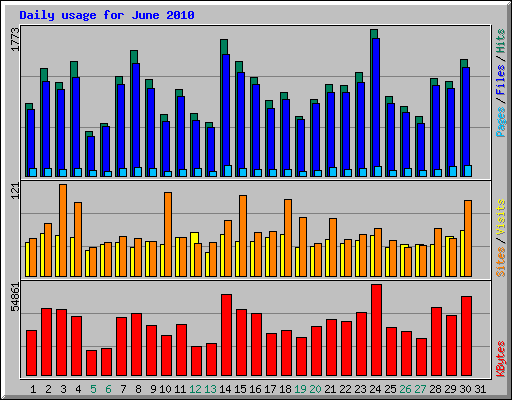 Daily usage for June 2010
1773
Pages / Files / Hits
121
Sites / Visits
54861
KBytes
1 2 3 4 5 6 7 8 9 10 11 12 13 14 15 16 17 18 19 20 21 22 23 24 25 26 27 28 29 30 31